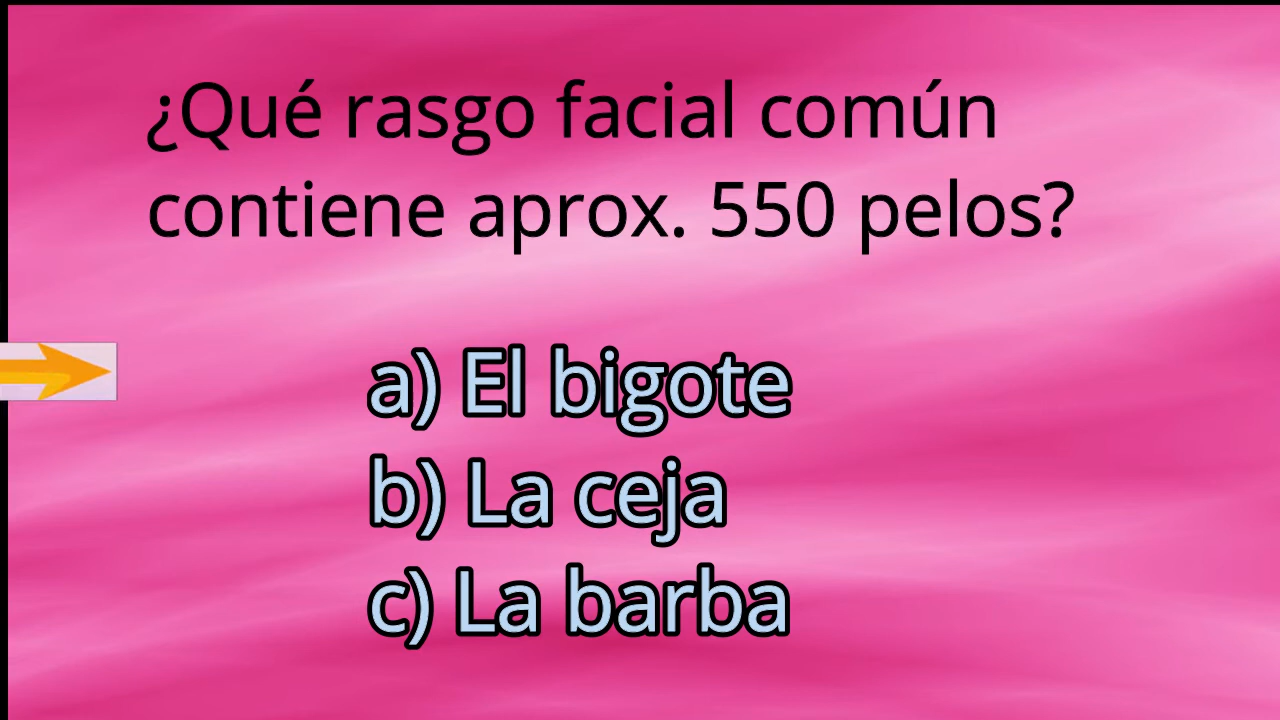 ¿Qué rasgo facial común
contiene aprox. 550 pelos?
a) El bigote
b) La ceja
c) La barba